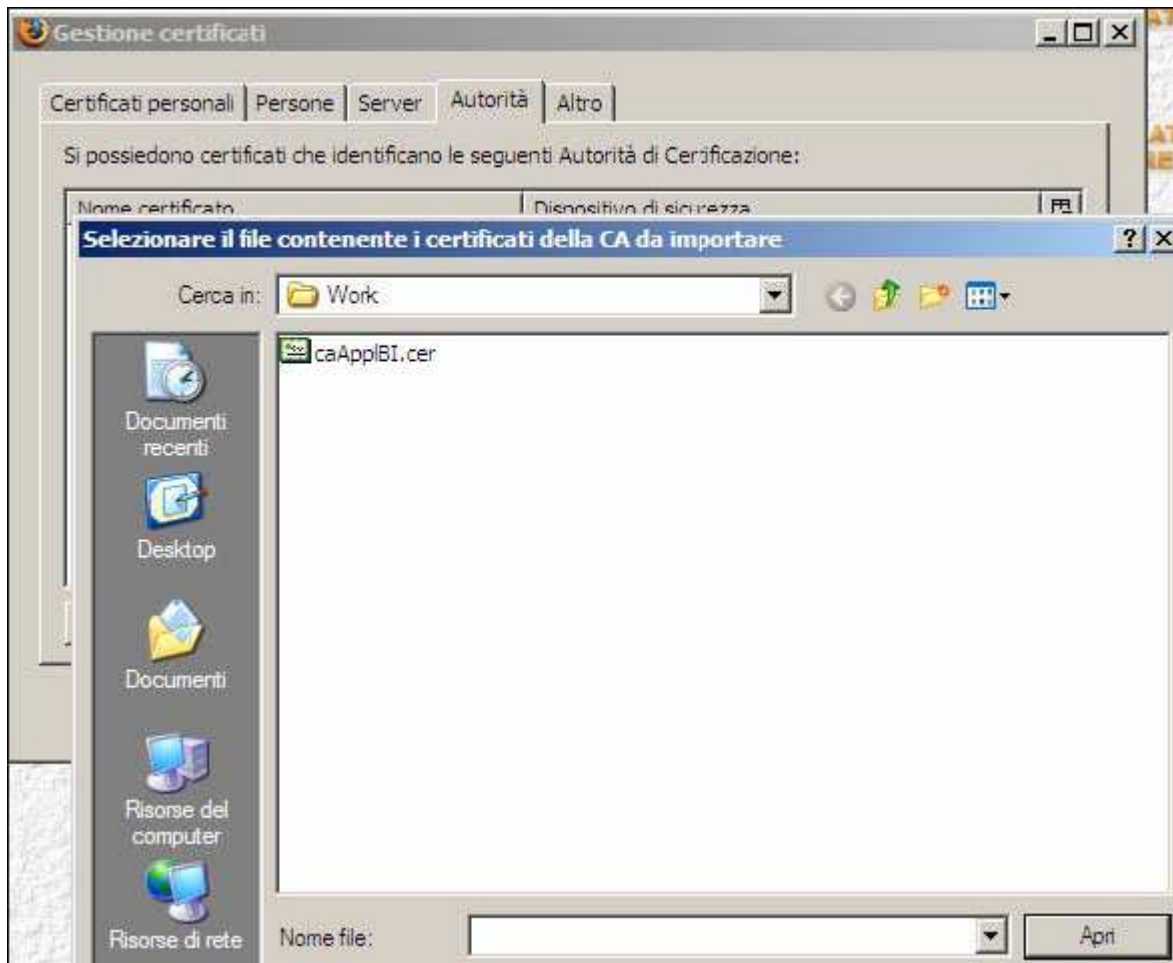 Gestione certificati
Certificati personali Persone Server Autorità Altro
Si possiedono certificati che identificano le seguenti Autorità di Certificazione:
Nome certificato Dispositivo di sicurezza
Selezionare il file contenente i certificati della CA da importare
Cerca in: Work
caApplBI.cer
Documenti
recenti
Desktop
Documenti
Risorse del
computer
Risorse di rete
Nome file: Apri